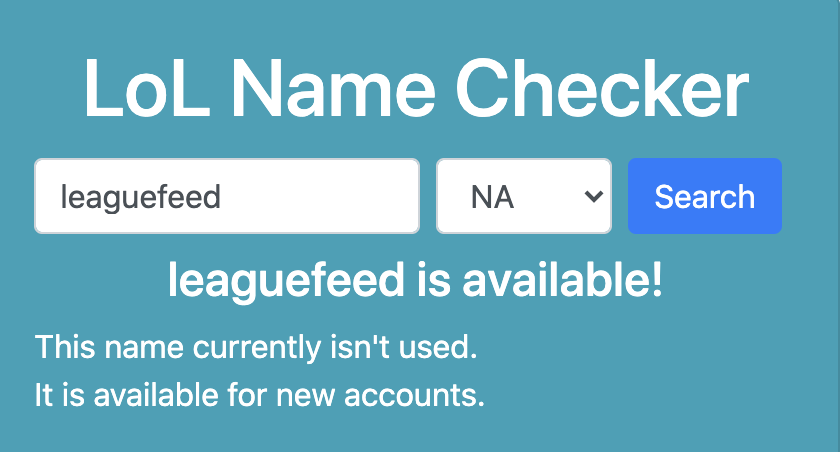 LoL Name Checker
leaguefeed NA Search
leaguefeed is available!
This name currently isn't used.
It is available for new accounts.